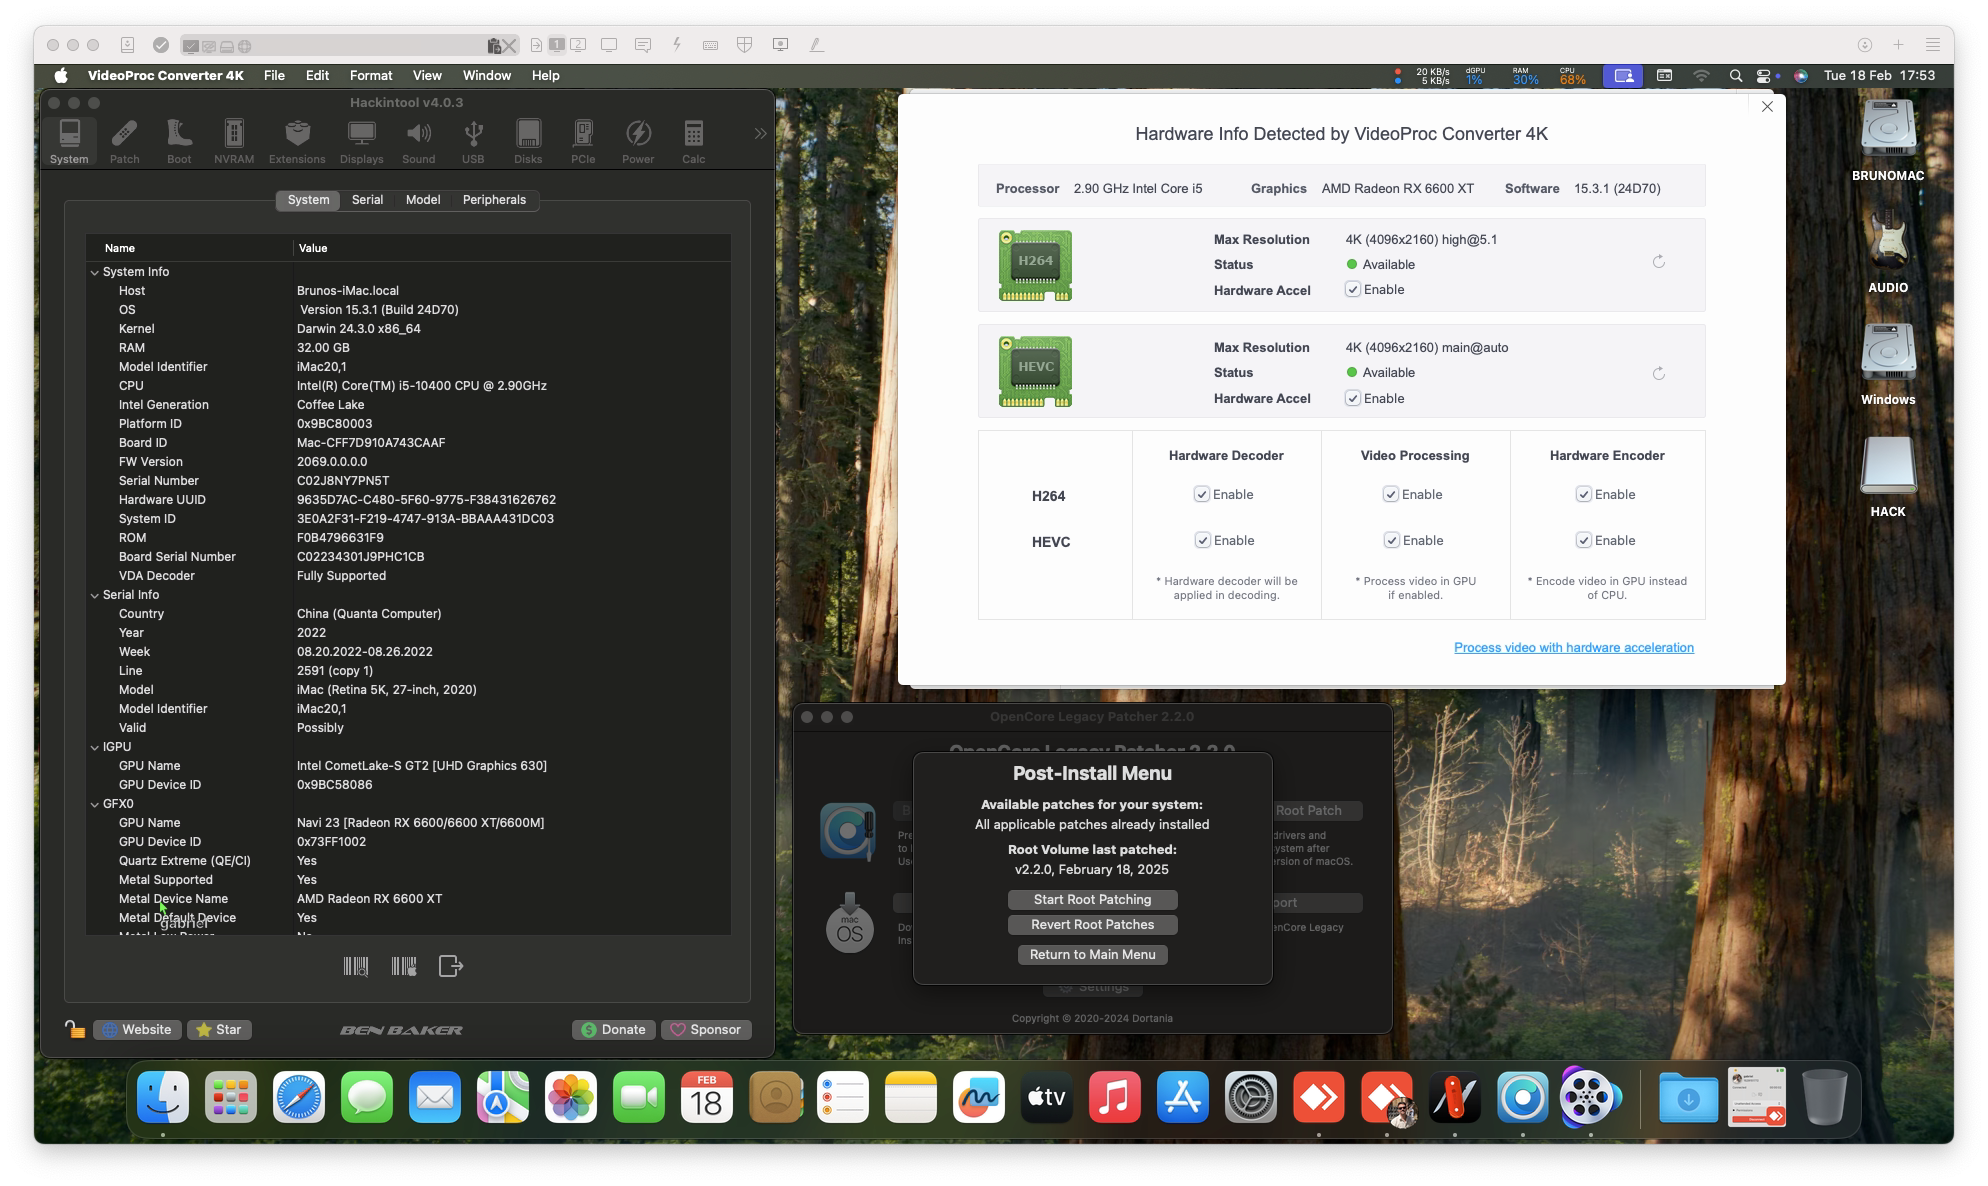 1
2
VideoProc Converter 4K File Edit Format View Window Help
20 KB/s
5 KB/s
dGPU
1%
RAM
30%
CPU
68%
Tue 18 Feb 17:53
Hackintool v4.0.3
System Patch Boot NVRAM Extensions Displays Sound USB Disks PCIe Power Calc
System Serial Model Peripherals
Name Value
System Info
Host Brunos-iMac.local
OS Version 15.3.1 (Build 24D70)
Kernel Darwin 24.3.0 x86_64
RAM 32.00 GB
Model Identifier iMac20,1
CPU Intel(R) Core(TM) i5-10400 CPU @ 2.90GHz
Intel Generation Coffee Lake
Platform ID 0x9BC80003
Board ID Mac-CFF7D910A743CAAF
FW Version 2069.0.0.0.0
Serial Number C02J8NY7PN5T
Hardware UUID 9635D7AC-C480-5F60-9775-F38431626762
System ID 3E0A2F31-F219-4747-913A-BBAAA431DC03
ROM F0B4796631F9
Board Serial Number C02234301J9PHC1CB
VDA Decoder Fully Supported
Serial Info
Country China (Quanta Computer)
Year 2022
Week 08.20.2022-08.26.2022
Line 2591 (copy 1)
Model iMac (Retina 5K, 27-inch, 2020)
Model Identifier iMac20,1
Valid Possibly
IGPU
GPU Name Intel CometLake-S GT2 [UHD Graphics 630]
GPU Device ID 0x9BC58086
GFX0
GPU Name Navi 23 [Radeon RX 6600/6600 XT/6600M]
GPU Device ID 0x73FF1002
Quartz Extreme (QE/CI) Yes
Metal Supported Yes
Metal Device Name AMD Radeon RX 6600 XT
Metal Default Device Yes
gabriel
Website Star BEN BAKER Donate Sponsor
Hardware Info Detected by VideoProc Converter 4K
Processor 2.90 GHz Intel Core i5 Graphics AMD Radeon RX 6600 XT Software 15.3.1 (24D70)
H264
Max Resolution 4K (4096x2160) high@5.1
Status Available
Hardware Accel Enable
HEVC
Max Resolution 4K (4096x2160) main@auto
Status Available
Hardware Accel Enable
Hardware Decoder Video Processing Hardware Encoder
H264 Enable Enable Enable
HEVC Enable Enable Enable
* Hardware decoder will be applied in decoding.
* Process video in GPU if enabled.
* Encode video in GPU instead of CPU.
Process video with hardware acceleration
BRUNOMAC
AUDIO
Windows
HACK
OpenCore Legacy Patcher 2.2.0
OpenCore Legacy Patcher 2.2.0
Root Patch
drivers and
macOS.
mac
OS
Legacy
Post-Install Menu
Available patches for your system:
All applicable patches already installed
Root Volume last patched:
v2.2.0, February 18, 2025
Start Root Patching
Revert Root Patches
Return to Main Menu
Settings
Copyright © 2020-2024 Dortania
FEB
18
tv